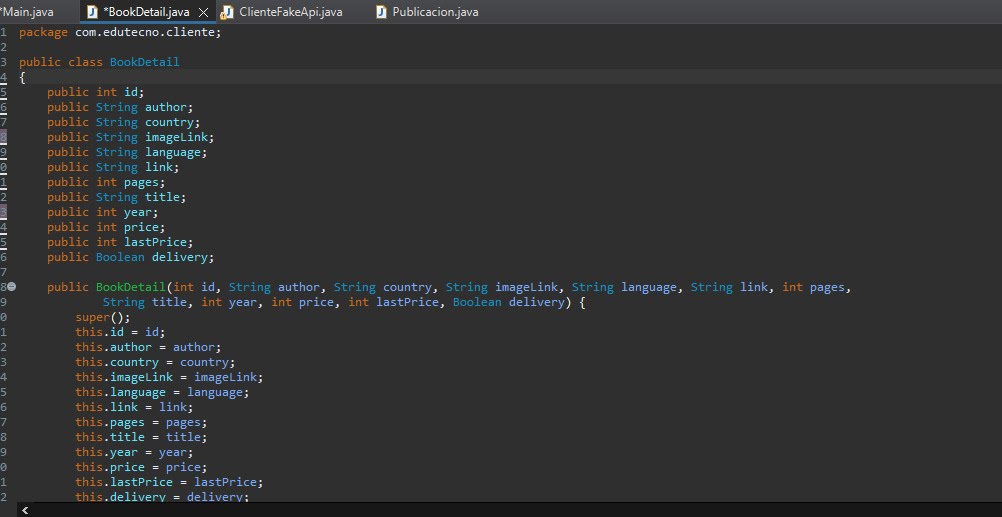 *Main.java *BookDetail.java ClienteFakeApi.java Publicacion.java
1 package com.edutecno.cliente;
2
3 public class BookDetail
4 {
5 public int id;
6 public String author;
7 public String country;
8 public String imageLink;
9 public String language;
0 public String link;
1 public int pages;
2 public String title;
3 public int year;
4 public int price;
5 public int lastPrice;
6 public Boolean delivery;
7
8 public BookDetail(int id, String author, String country, String imageLink, String language, String link, int pages,
9 String title, int year, int price, int lastPrice, Boolean delivery) {
0 super();
1 this.id = id;
2 this.author = author;
3 this.country = country;
4 this.imageLink = imageLink;
5 this.language = language;
6 this.link = link;
7 this.pages = pages;
8 this.title = title;
9 this.year = year;
0 this.price = price;
1 this.lastPrice = lastPrice;
2 this.delivery = delivery;